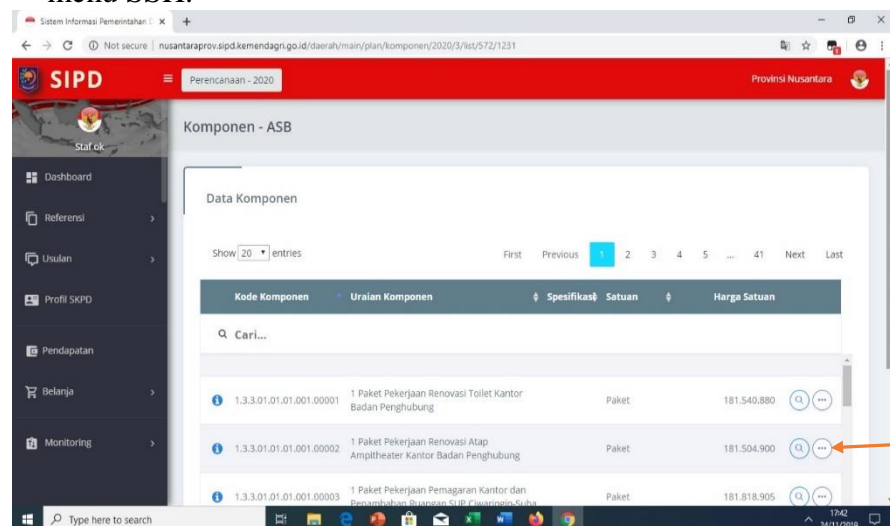 menu SSH.
Sistem Informasi Pemerintahan D
Not secure | nusantaraprov.sipd.kemendagri.go.id/daerah/main/plan/komponen/2020/3/list/572/1231
SIPD
Perencanaan - 2020
Provinsi Nusantara
Staf ok
Komponen - ASB
Dashboard
Referensi
Usulan
Profil SKPD
Pendapatan
Belanja
Monitoring
Data Komponen
Show 20 entries
First Previous 1 2 3 4 5 ... 41 Next Last
Kode Komponen Uraian Komponen Spesifikasi Satuan Harga Satuan
Cari...
1.3.3.01.01.01.001.00001 1 Paket Pekerjaan Renovasi Toilet Kantor Paket 181.540.880
Badan Penghubung
1.3.3.01.01.01.001.00002 1 Paket Pekerjaan Renovasi Atap Paket 181.504.900
Ampitheater Kantor Badan Penghubung
1.3.3.01.01.01.001.00003 1 Paket Pekerjaan Pemagaran Kantor dan Paket 181.818.905
Penambahan Ruangan SUP Ciwaringin-Suba
Type here to search
17:42
24/11/2019